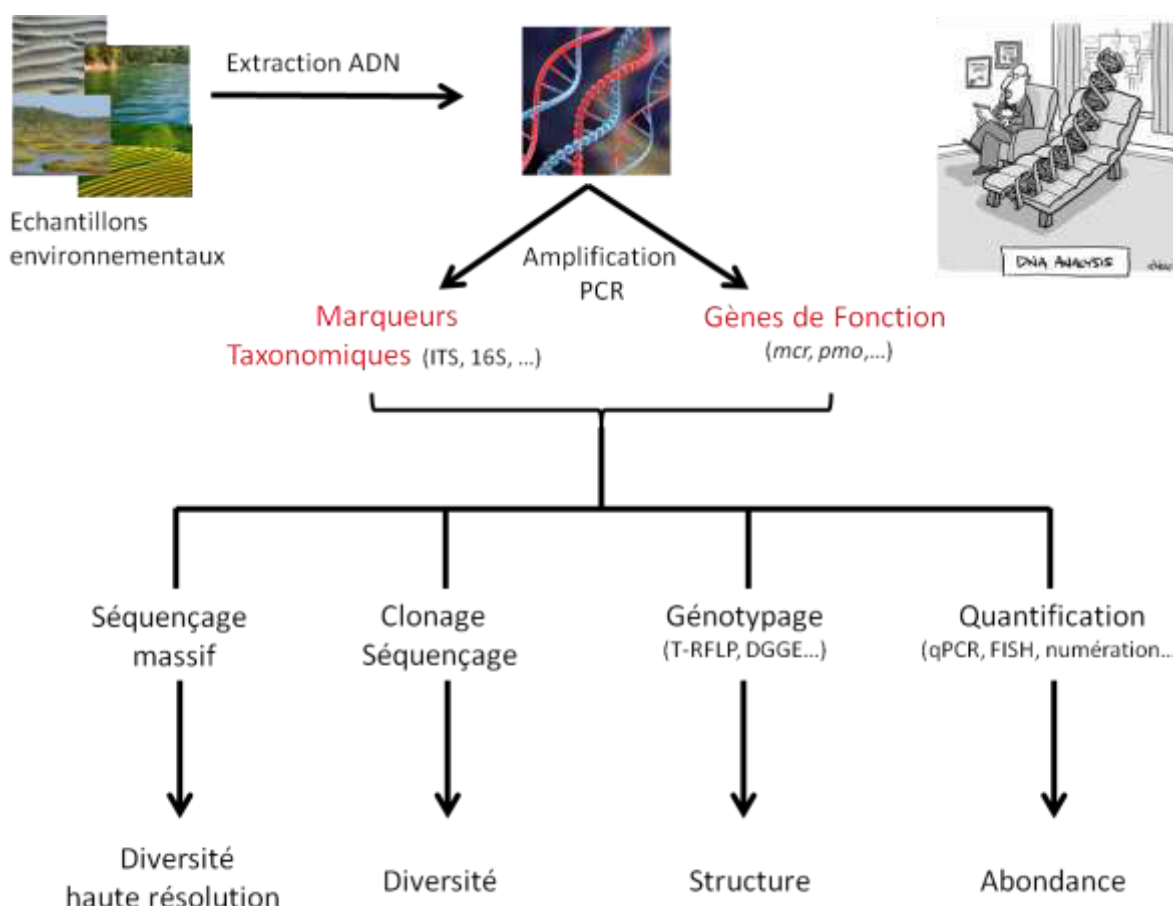 Extraction ADN
Echantillons
environnementaux
DNA ANALYSIS
Amplification
PCR
Marqueurs
Taxonomiques (ITS, 16S, ...)
Gènes de Fonction
(mcr, pmo,...)
Séquençage
massif
Clonage
Séquençage
Génotypage
(T-RFLP, DGGE...)
Quantification
(qPCR, FISH, numération...
Diversité
haute résolution
Diversité
Structure
Abondance